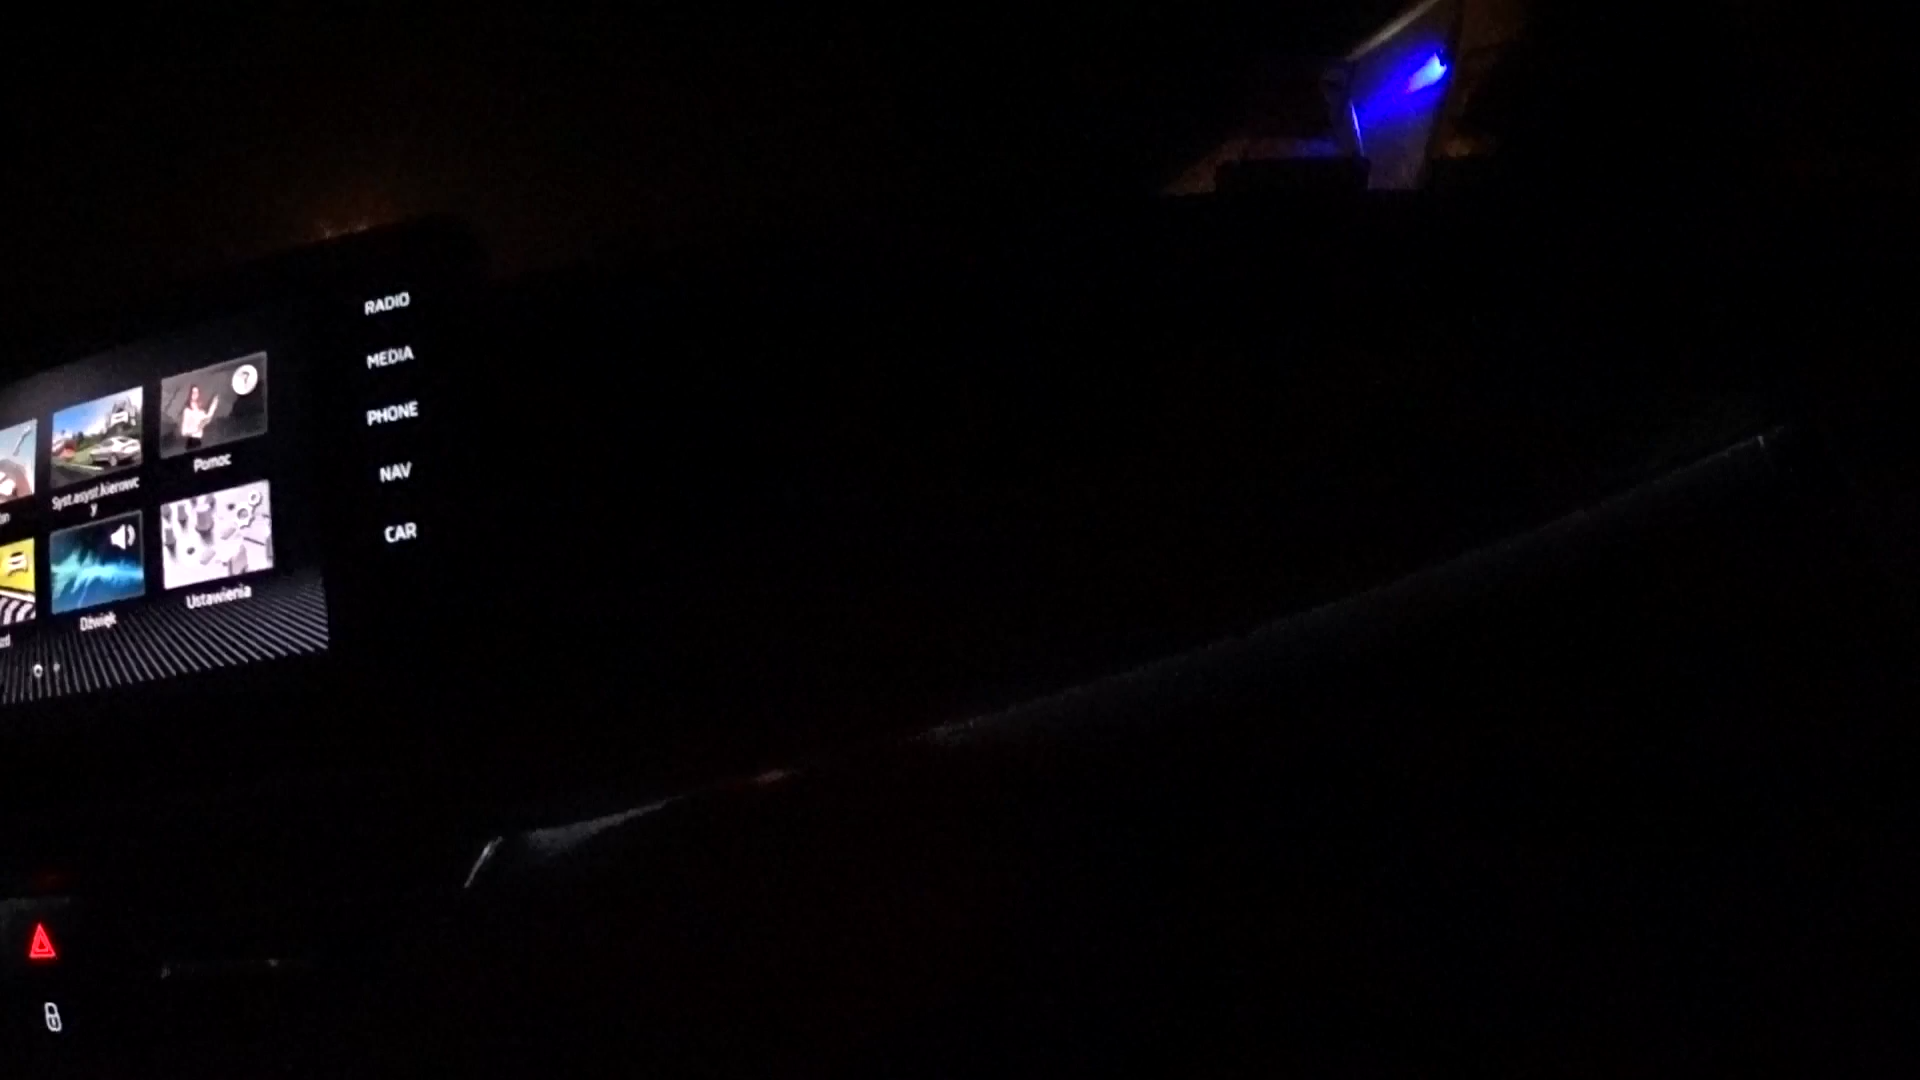 RADIO
MEDIA
PHONE
NAV
CAR
Pomoc
Syst.asyst.kierowc
y
Dźwięk
Ustawienia